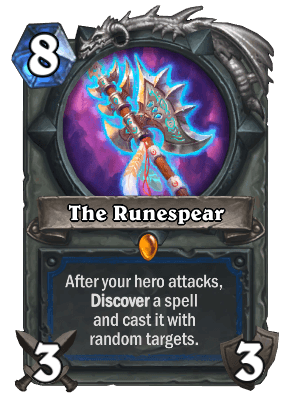 8
The Runespear
After your hero attacks,
Discover a spell
and cast it with
random targets.
3 3